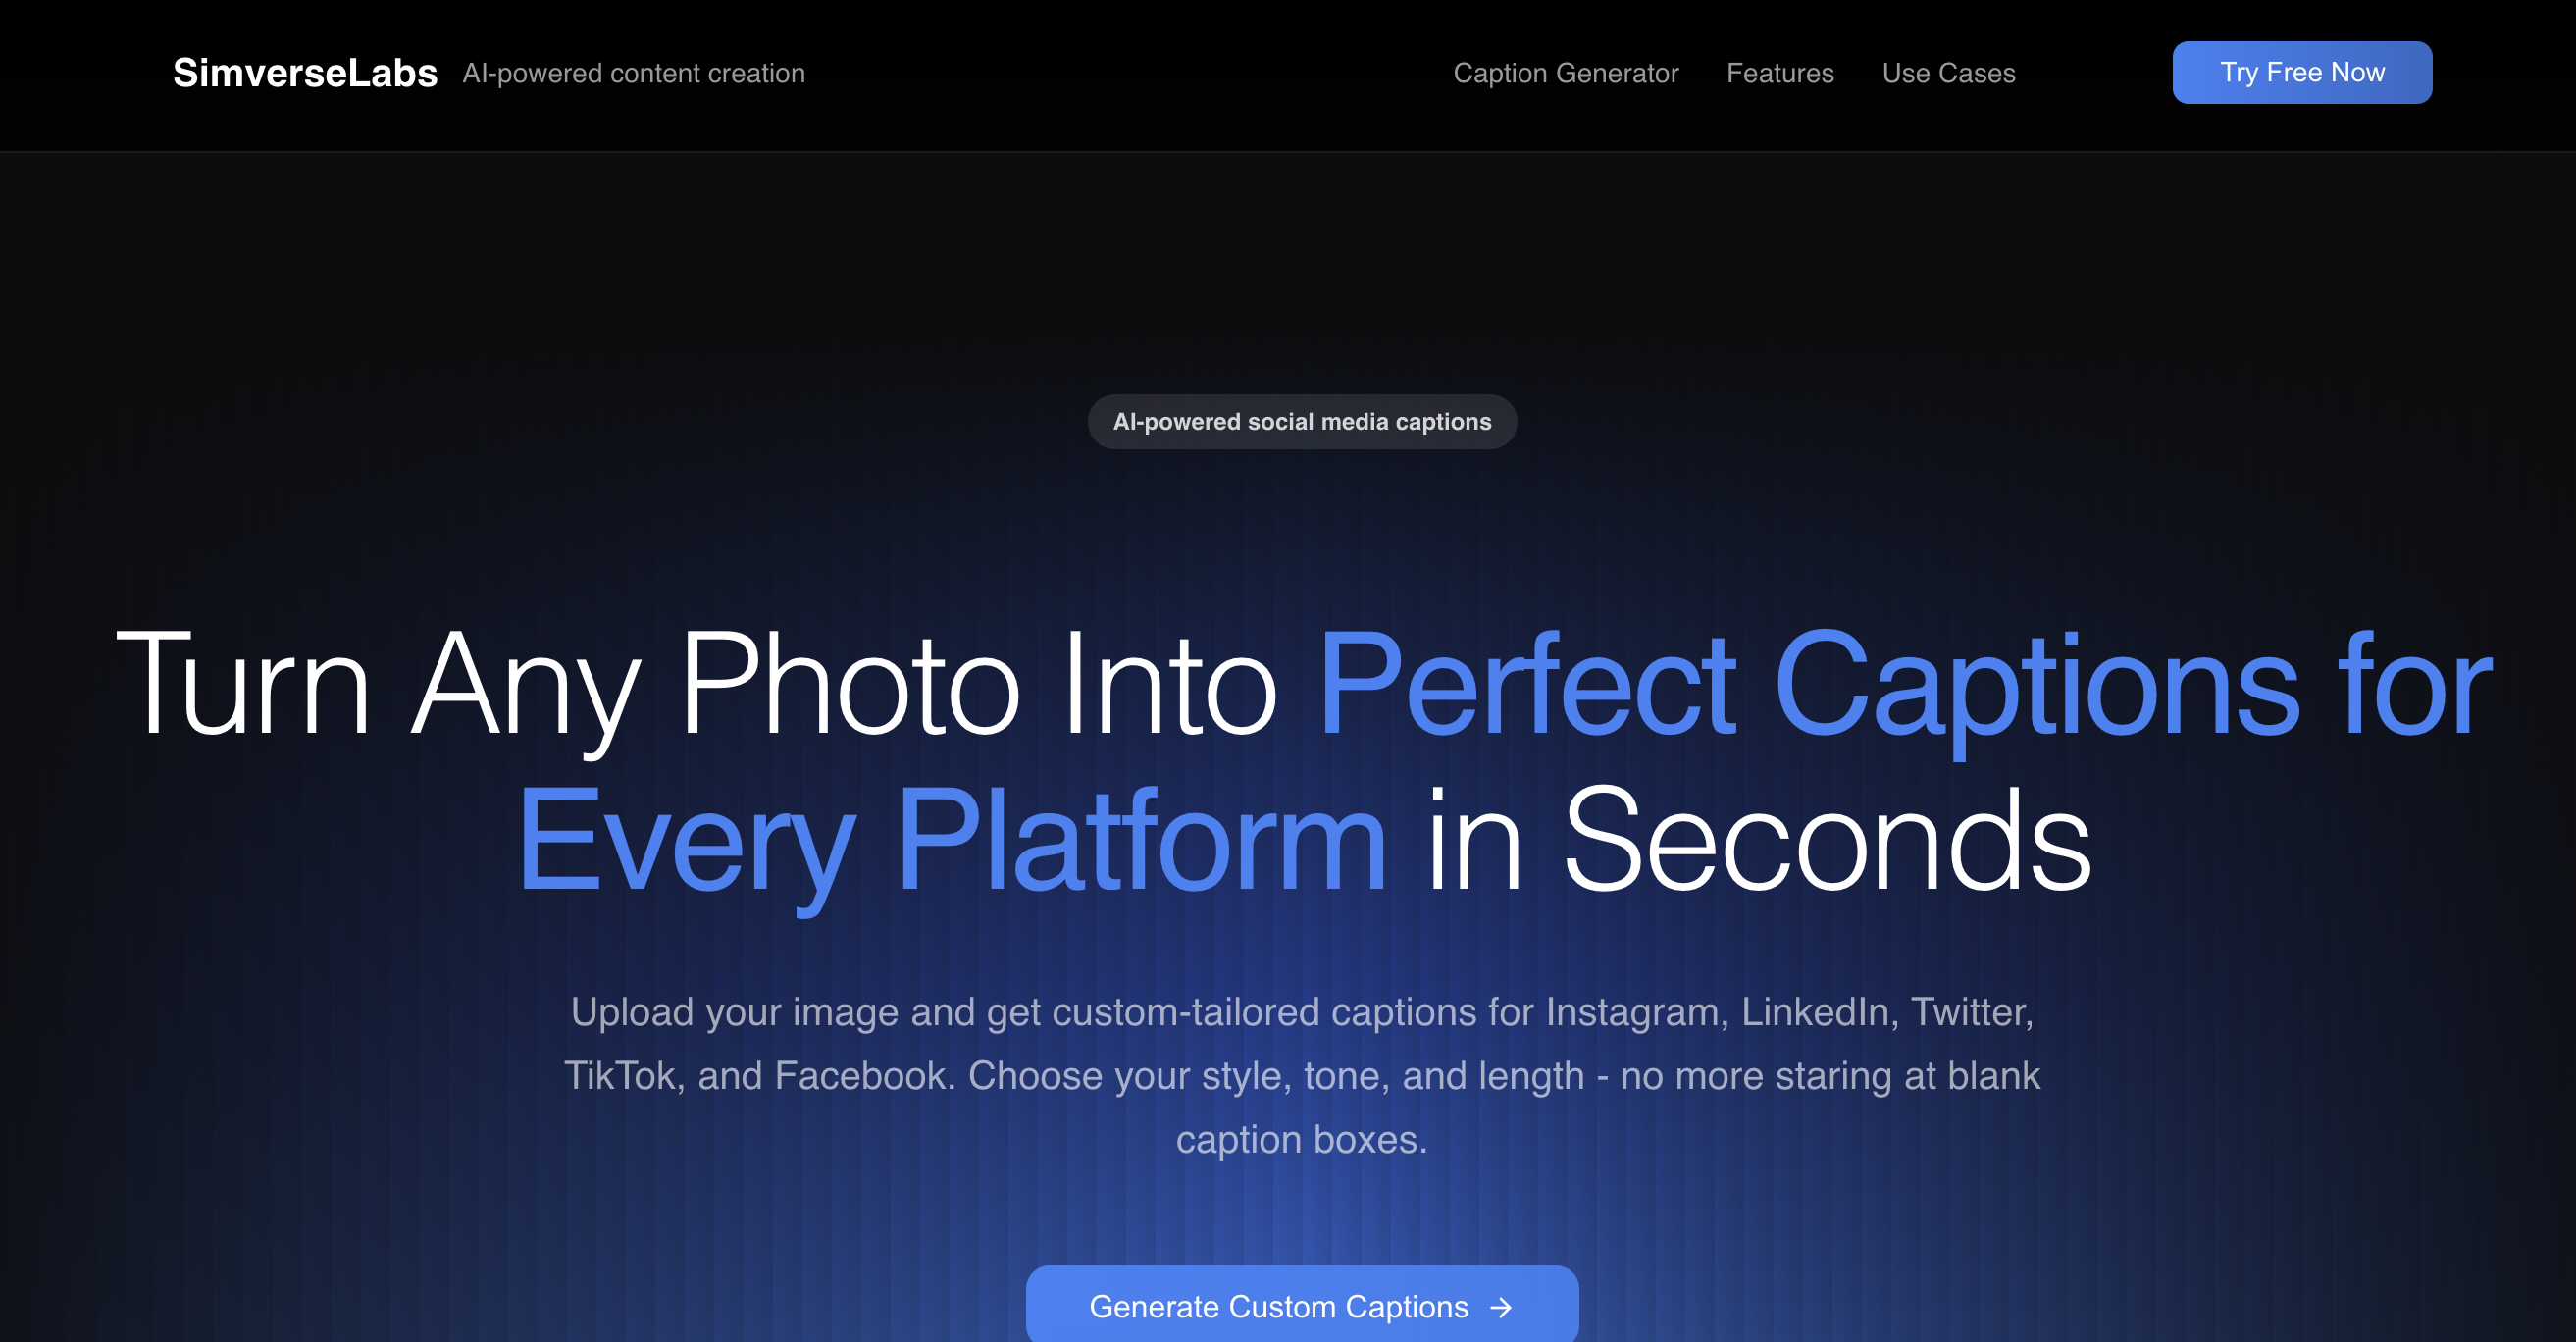 SimverseLabs AI-powered content creation Caption Generator Features Use Cases Try Free Now
AI-powered social media captions
Turn Any Photo Into Perfect Captions for
Every Platform in Seconds
Upload your image and get custom-tailored captions for Instagram, LinkedIn, Twitter,
TikTok, and Facebook. Choose your style, tone, and length - no more staring at blank
caption boxes.
Generate Custom Captions →